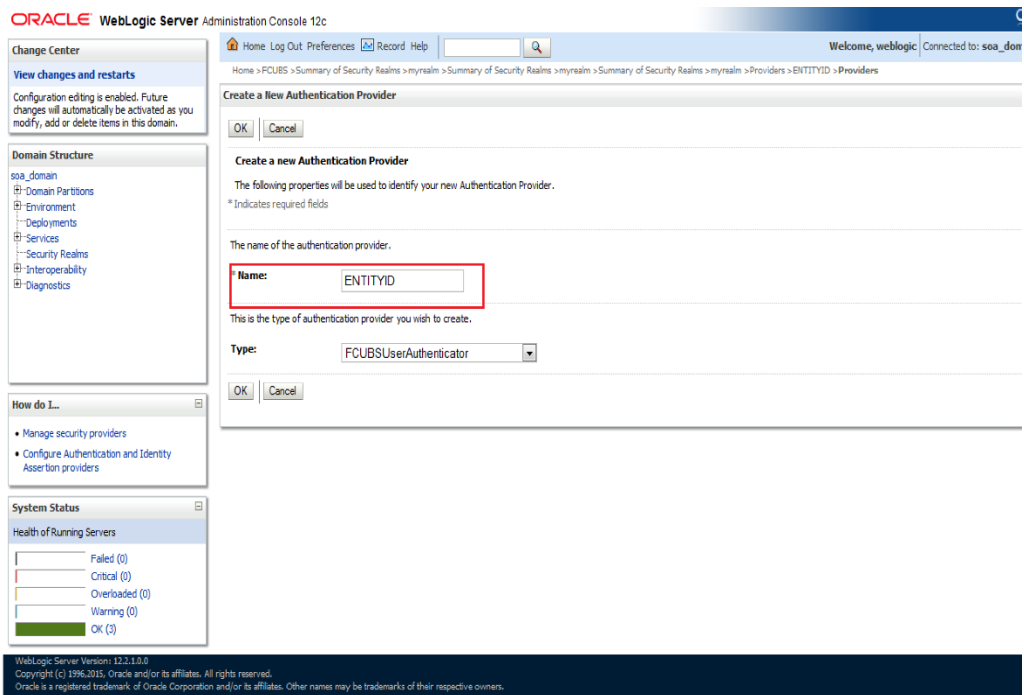 ORACLE WebLogic Server Administration Console 12c
Change Center
View changes and restarts
Configuration editing is enabled. Future
changes will automatically be activated as you
modify, add or delete items in this domain.
Domain Structure
soa_domain
Domain Partitions
Environment
Deployments
Services
Security Realms
Interoperability
Diagnostics
How do I...
• Manage security providers
• Configure Authentication and Identity
Assertion providers
System Status
Health of Running Servers
Failed (0)
Critical (0)
Overloaded (0)
Warning (0)
OK (3)
Home Log Out Preferences Record Help
Welcome, weblogic Connected to: soa_dom
Home >FCUBS >Summary of Security Realms >myrealm >Summary of Security Realms >myrealm >Summary of Security Realms >myrealm >Providers >ENTITYID >Providers
Create a New Authentication Provider
OK Cancel
Create a new Authentication Provider
The following properties will be used to identify your new Authentication Provider.
* Indicates required fields
The name of the authentication provider.
* Name: ENTITYID
This is the type of authentication provider you wish to create.
Type: FCUBSUserAuthenticator
OK Cancel
WebLogic Server Version: 12.2.1.0.0
Copyright (c) 1996,2015, Oracle and/or its affiliates. All rights reserved.
Oracle is a registered trademark of Oracle Corporation and/or its affiliates. Other names may be trademarks of their respective owners.